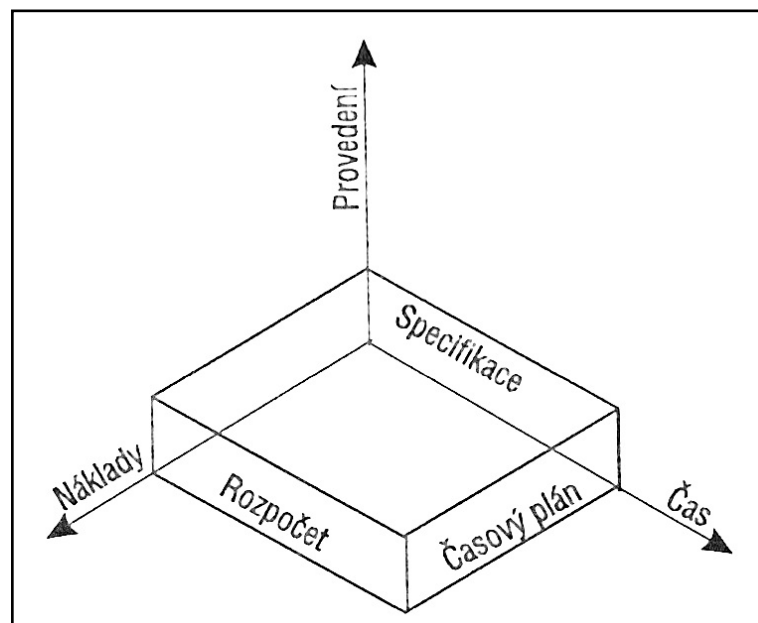 Provedení
Specifikace
Náklady
Rozpočet
Časový plán
Čas